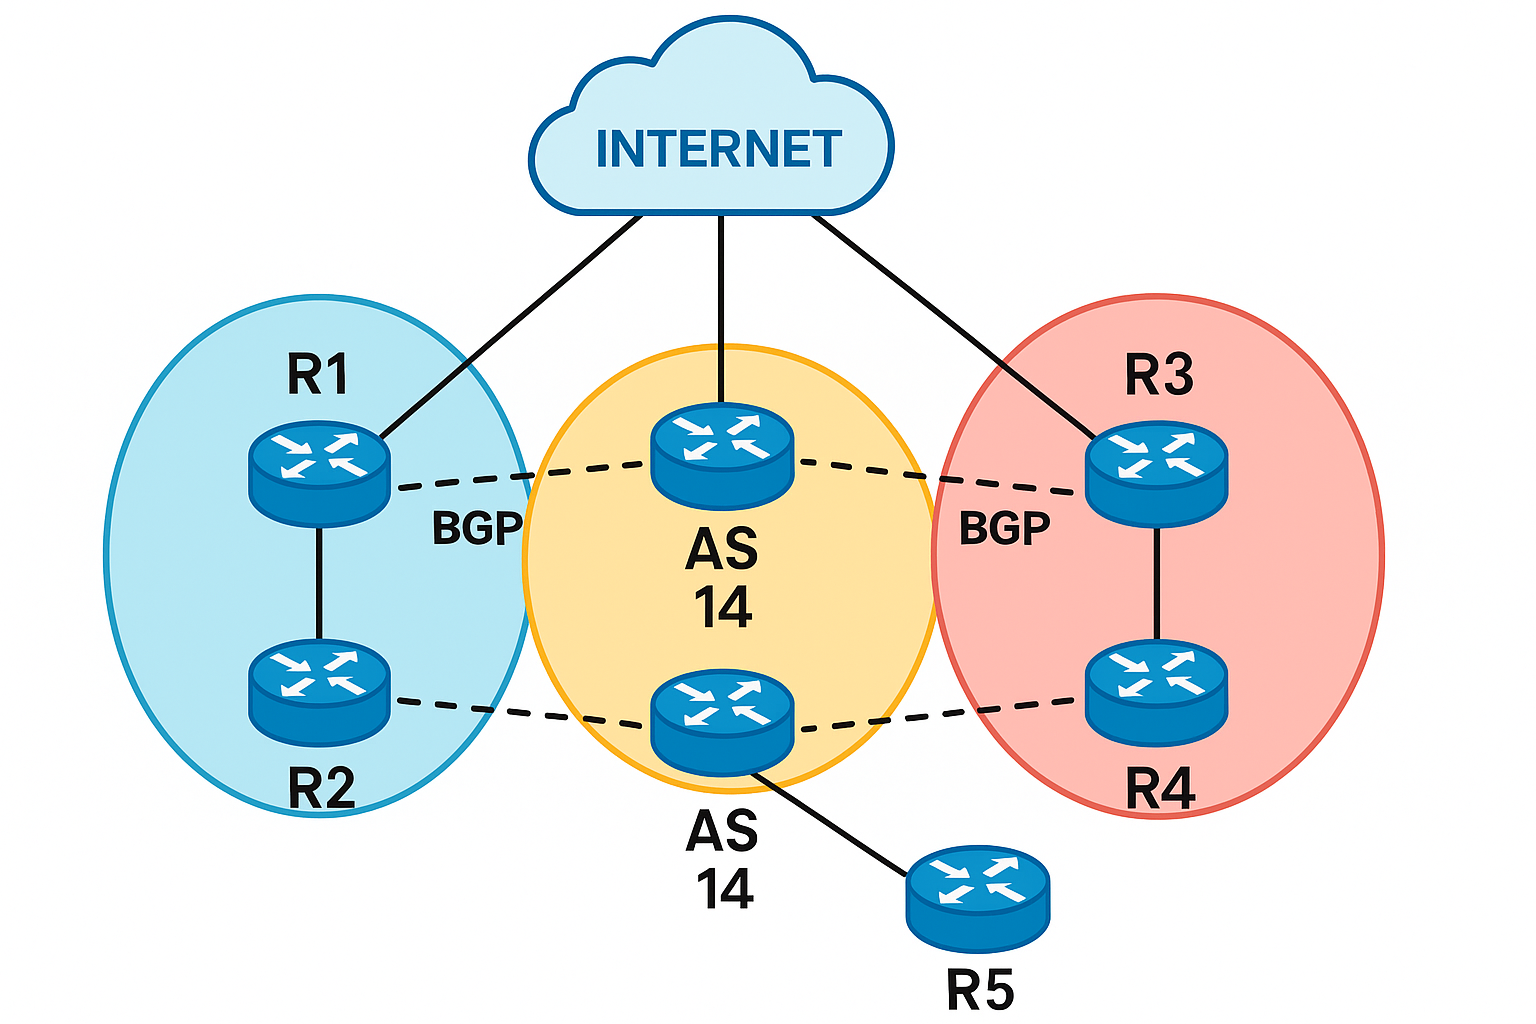 INTERNET
R1
R3
BGP
BGP
AS
14
R2
R4
AS
14
R5